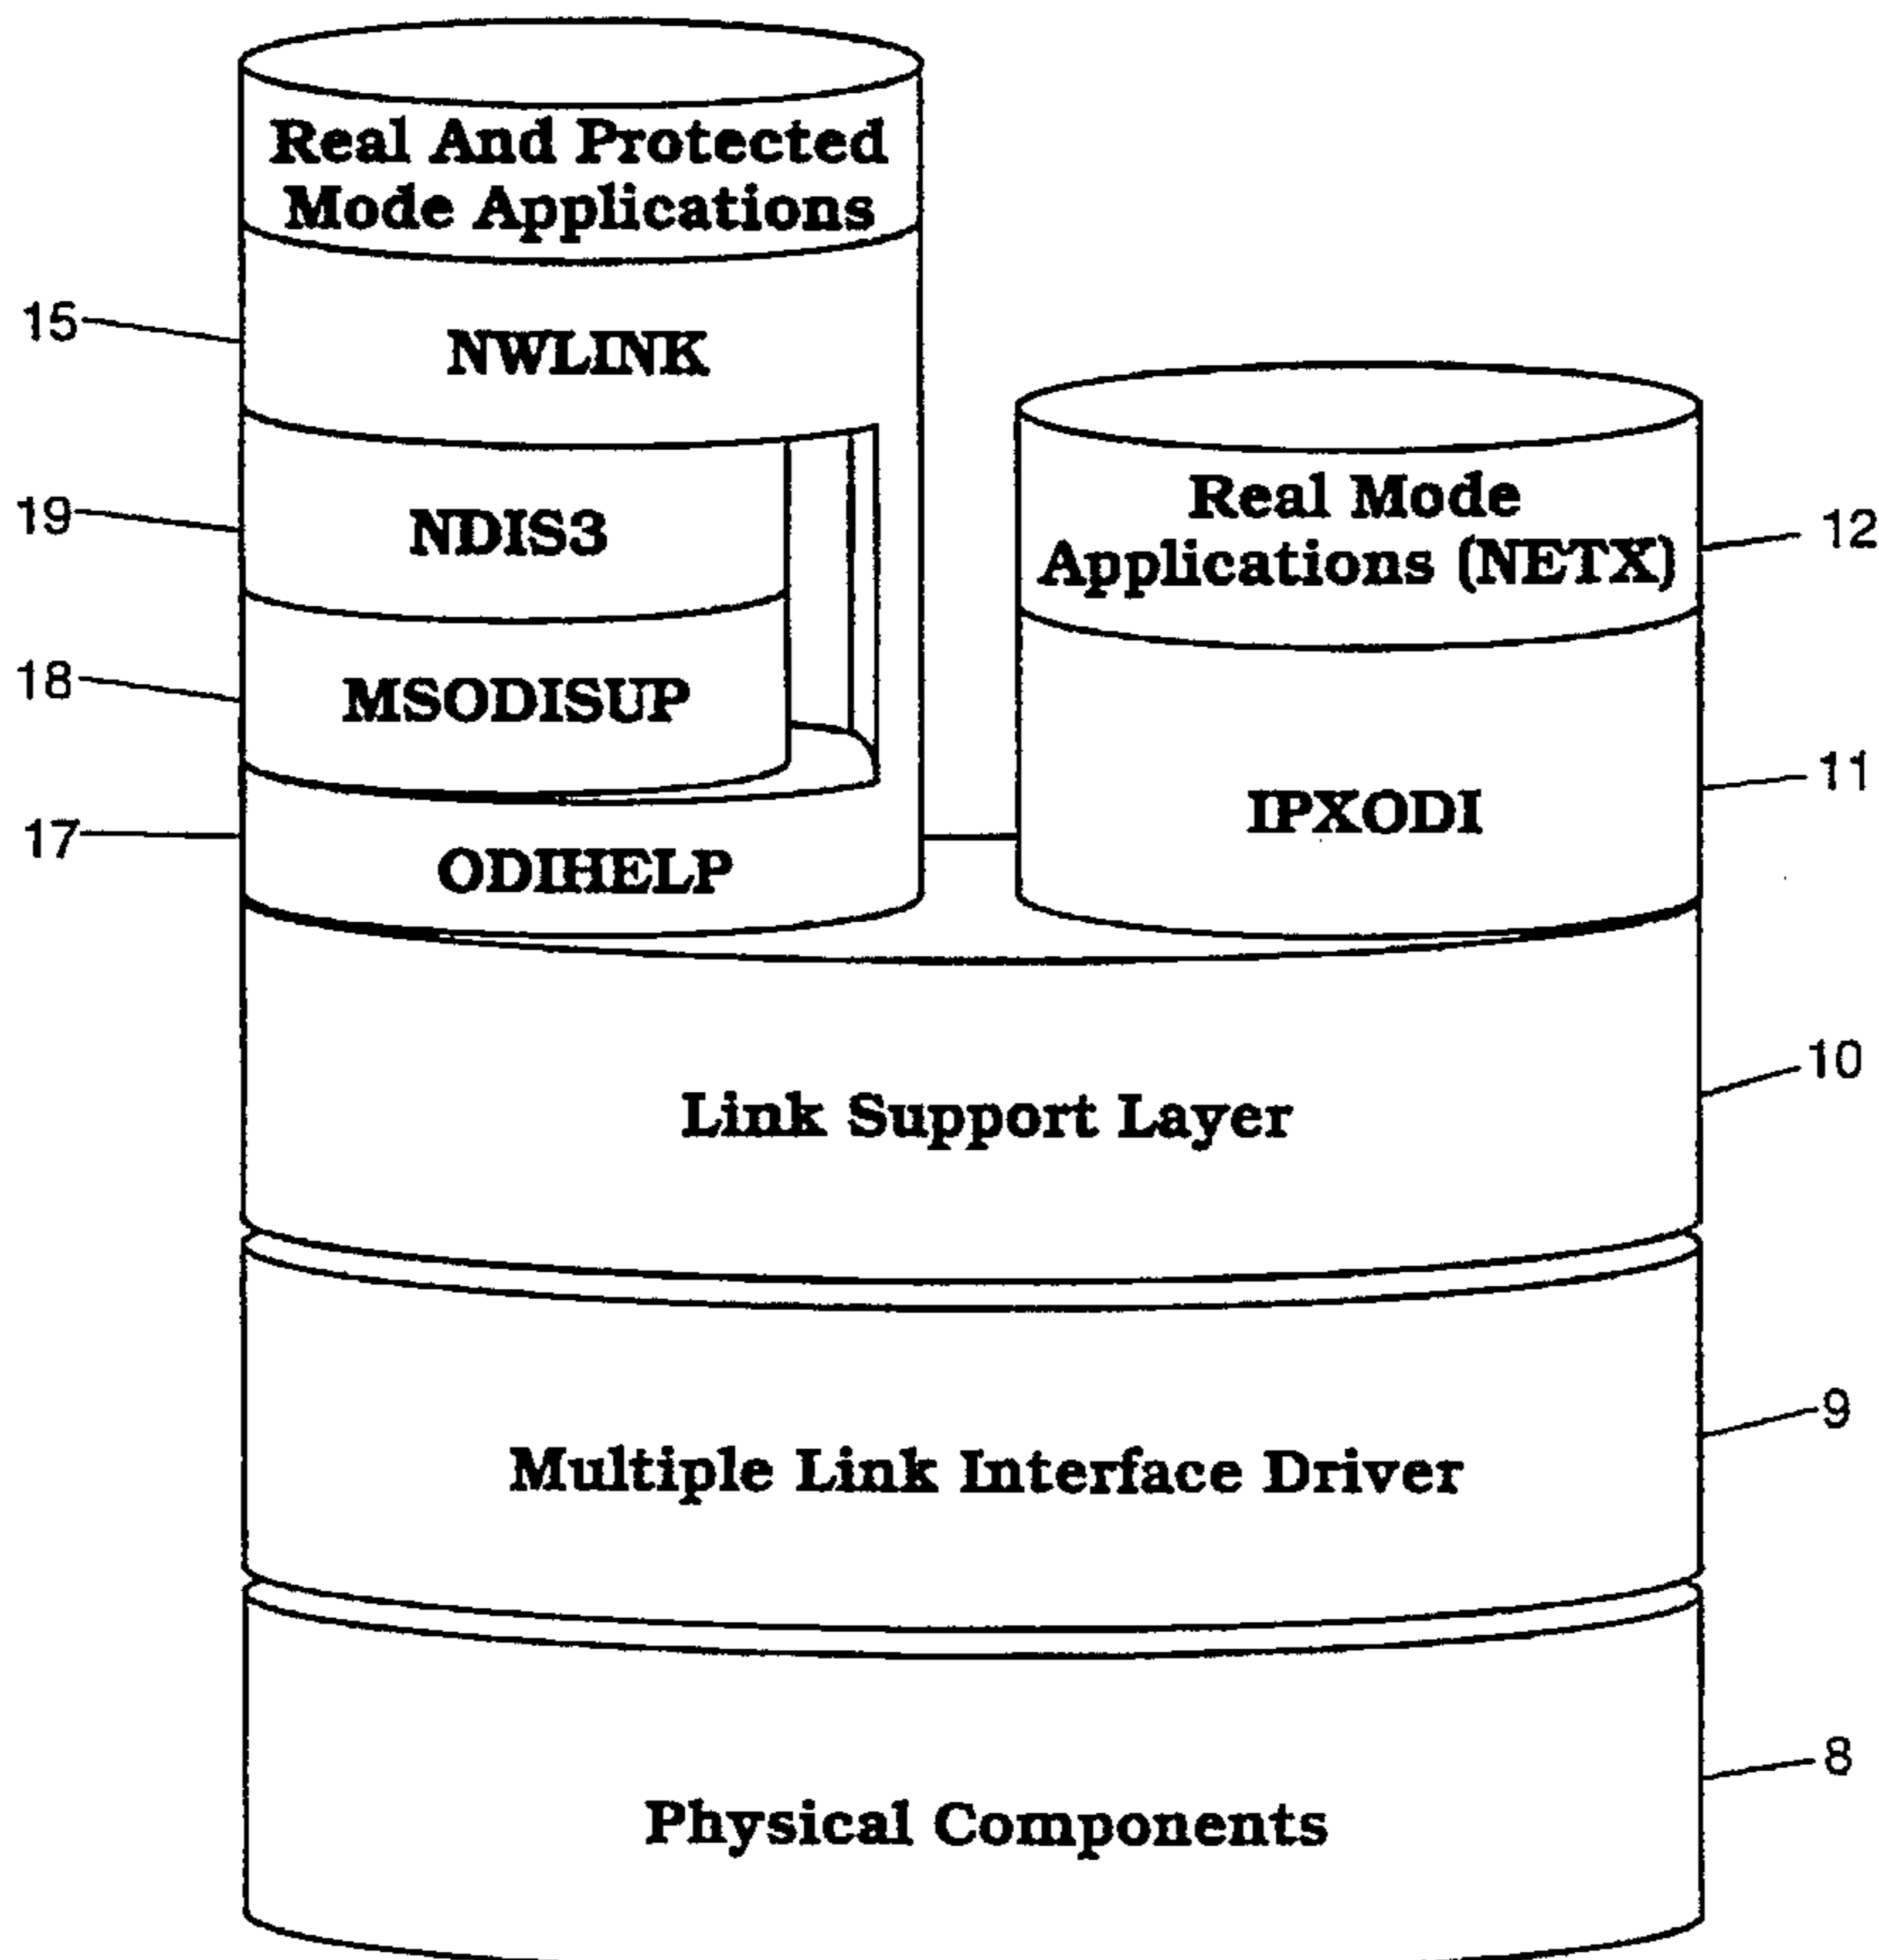 Real And Protected
Mode Applications
15
NWLINK
19
NDIS3
18
MSODISUP
17
ODIHELP
Real Mode
Applications (NETX)
12
IPXODI
11
Link Support Layer
10
Multiple Link Interface Driver
9
Physical Components
8